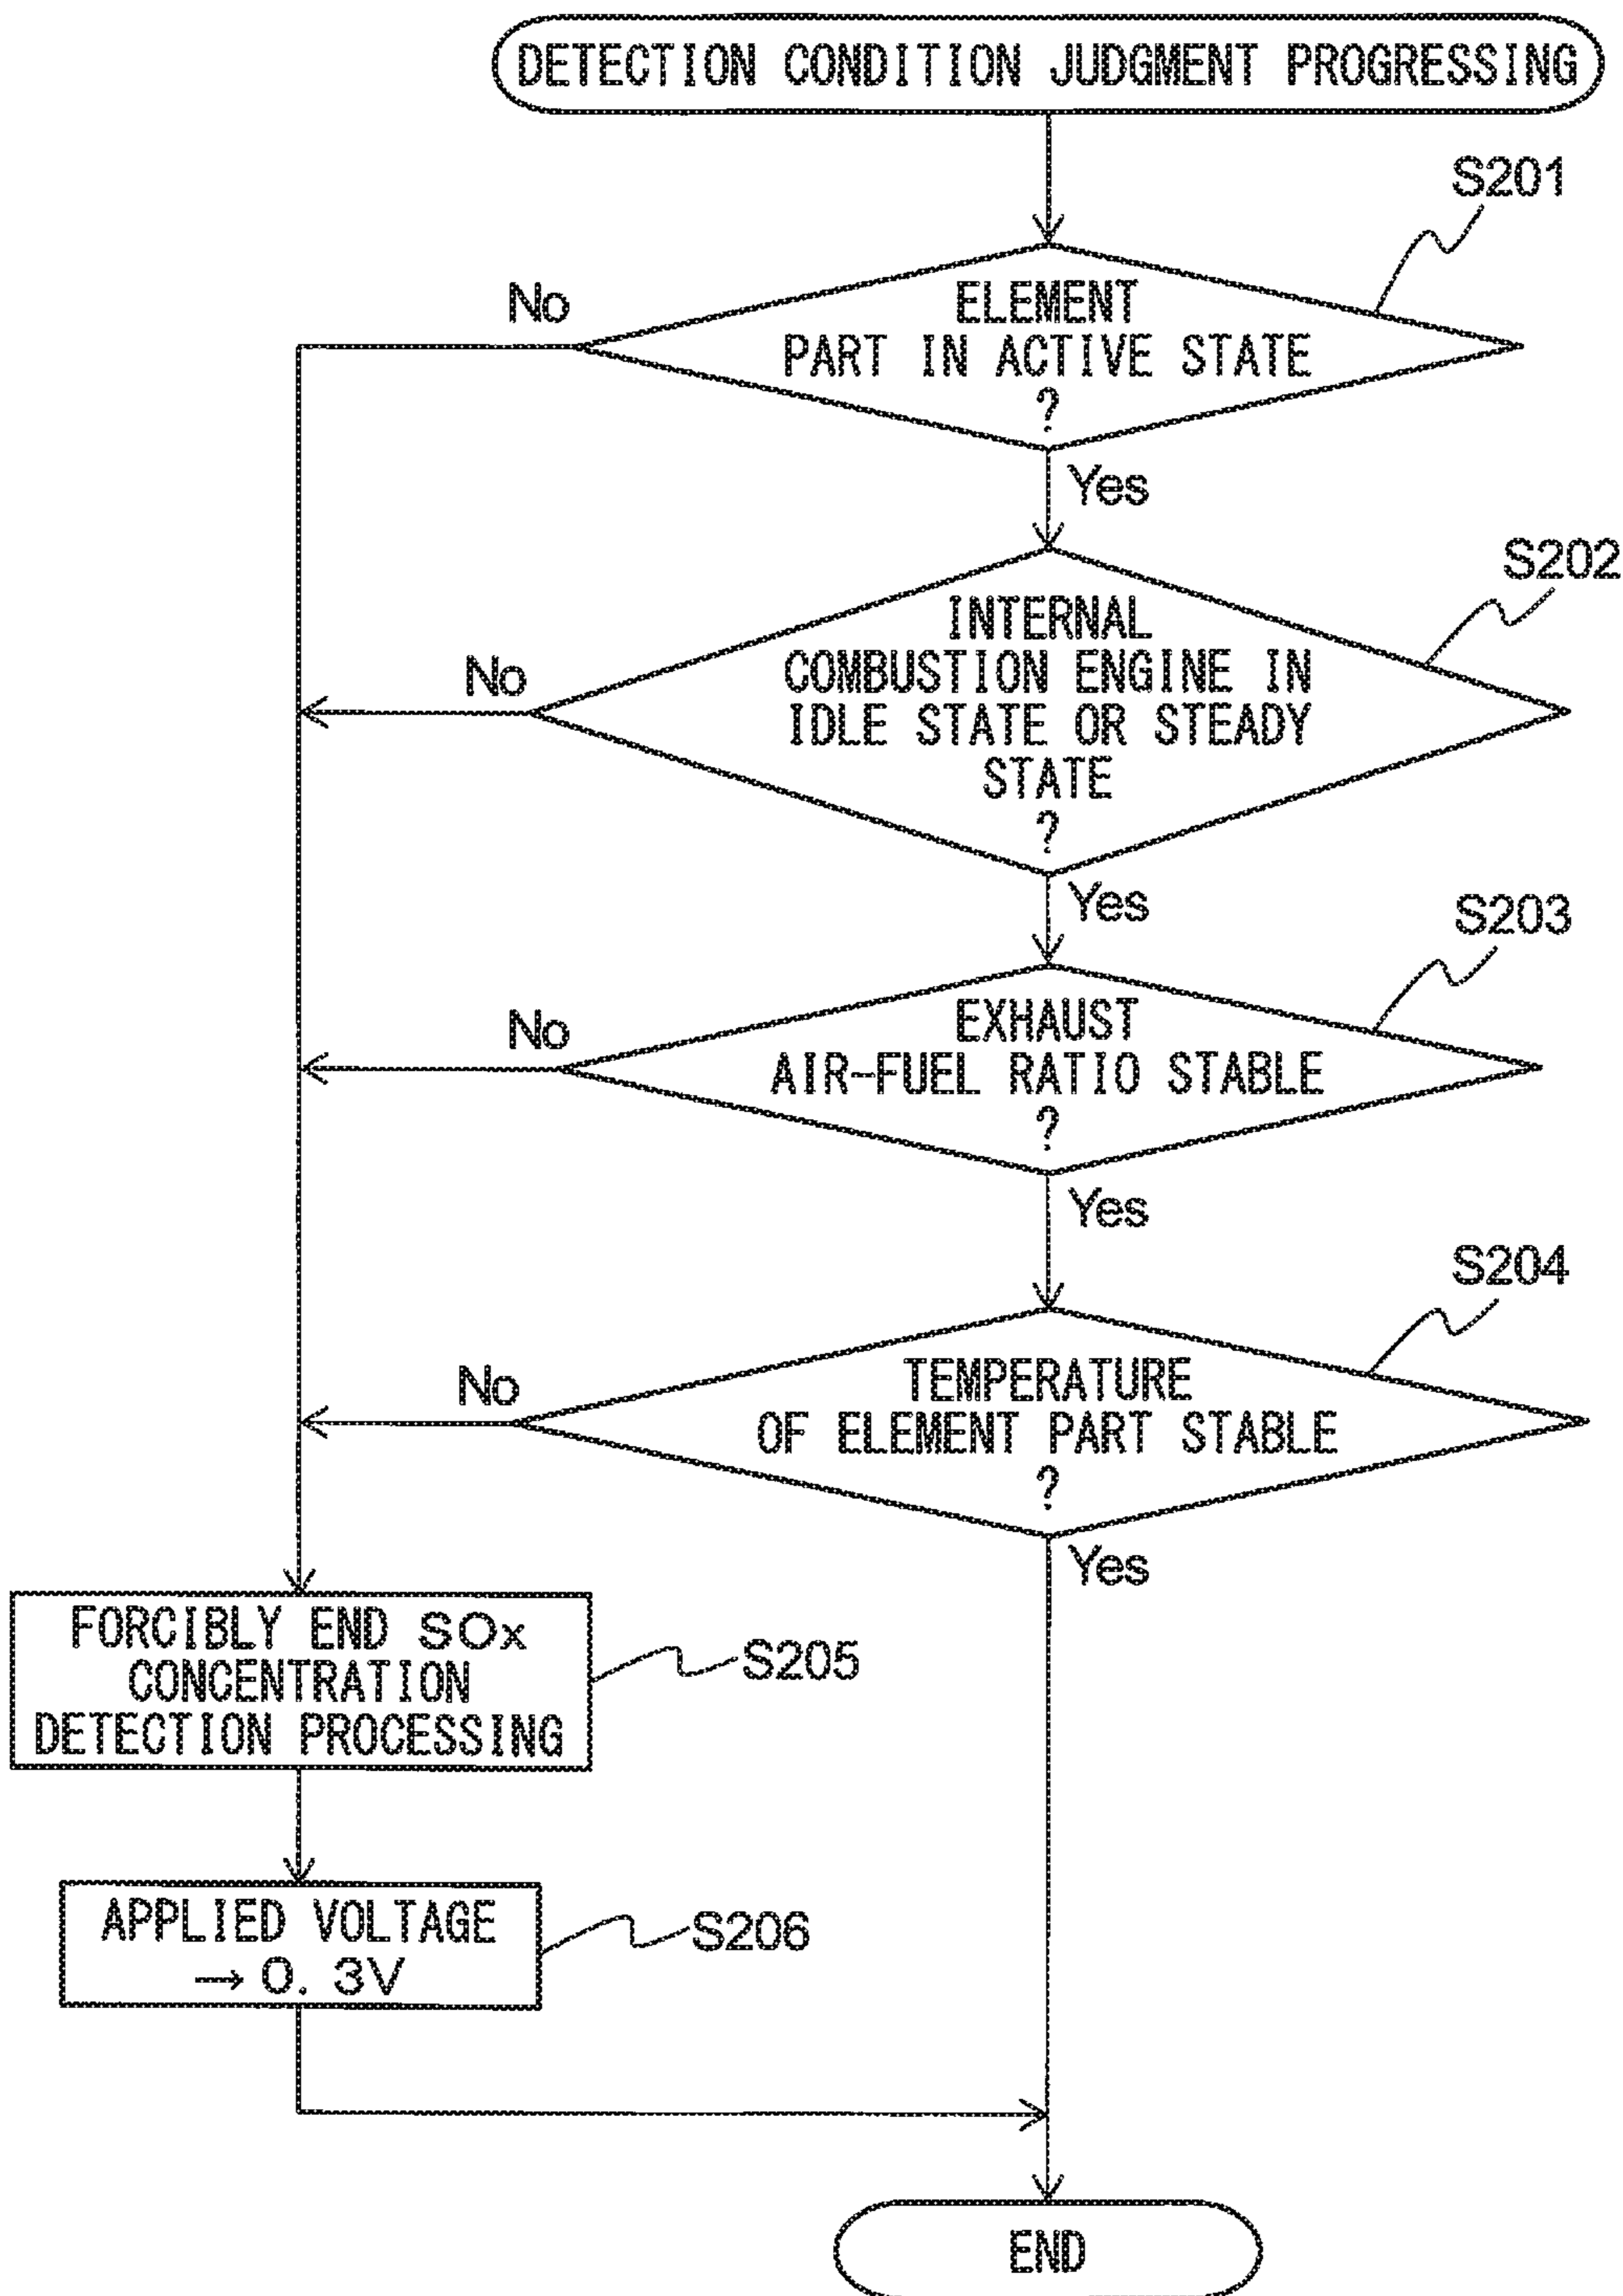 DETECTION CONDITION JUDGMENT PROGRESSING
S201
No
ELEMENT
PART IN ACTIVE STATE
?
Yes
S202
No
INTERNAL
COMBUSTION ENGINE IN
IDLE STATE OR STEADY
STATE
?
Yes
S203
No
EXHAUST
AIR-FUEL RATIO STABLE
?
Yes
S204
No
TEMPERATURE
OF ELEMENT PART STABLE
?
Yes
FORCIBLY END SOx
CONCENTRATION
DETECTION PROCESSING
S205
APPLIED VOLTAGE
→ 0. 3V
S206
END